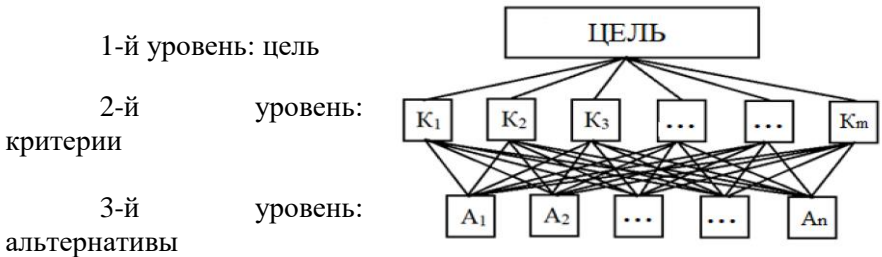 ЦЕЛЬ
1-й уровень: цель
2-й уровень:
критерии
К1 К2 К3 ... ... Кm
3-й уровень:
альтернативы
А1 А2 ... ... Аn